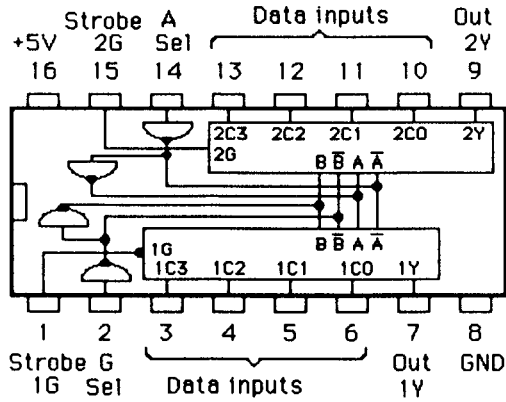 Data inputs
Strobe A Out
2G Sel 2Y
+5V
16 15 14 13 12 11 10 9
2C3 2C2 2C1 2C0 2Y
2G
B B̅ A A̅
B B̅ A A̅
1G
1C3 1C2 1C1 1C0 1Y
1 2 3 4 5 6 7 8
Strobe G Out GND
1G Sel Data inputs 1Y